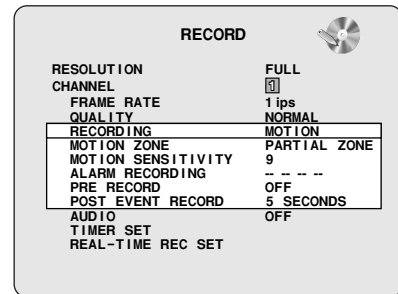 RECORD
RESOLUTION FULL
CHANNEL 1
FRAME RATE 1 ips
QUALITY NORMAL
RECORDING MOTION
MOTION ZONE PARTIAL ZONE
MOTION SENSITIVITY 9
ALARM RECORDING -- -- -- --
PRE RECORD OFF
POST EVENT RECORD 5 SECONDS
AUDIO OFF
TIMER SET
REAL-TIME REC SET